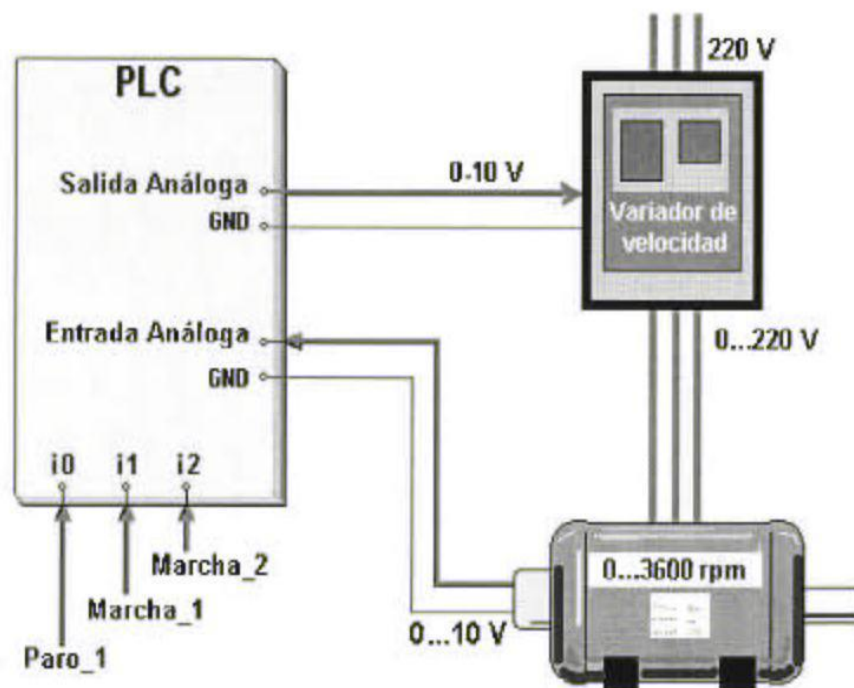 220 V
PLC
Salida Análoga
0-10 V
GND
Variador de
velocidad
Entrada Análoga
0...220 V
GND
i0 i1 i2
Marcha_2
0...3600 rpm
Marcha_1
0...10 V
Paro_1